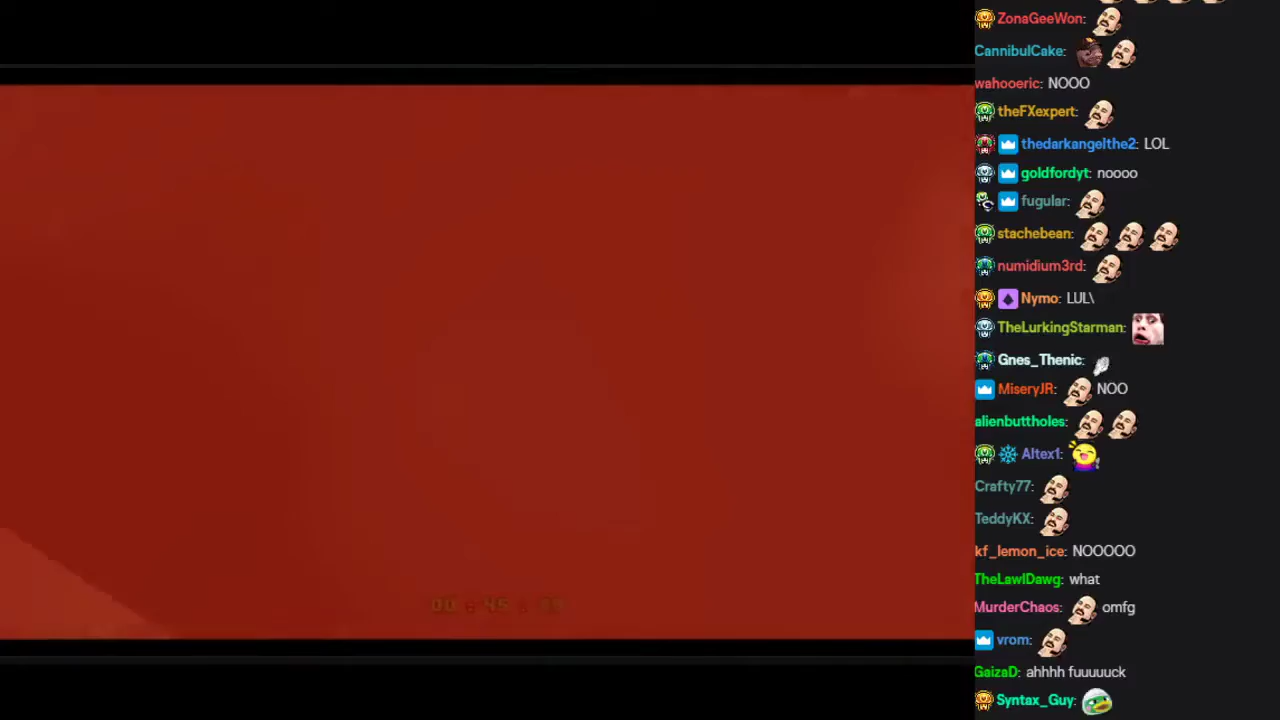 ZonaGeeWon:
CannibulCake:
wahooeric: NOOO
theFXexpert:
thedarkangelthe2: LOL
goldfordyt: noooo
fugular:
stachebean:
numidium3rd:
Nymo: LUL\
TheLurkingStarman:
Gnes_Thenic:
MiseryJR: NOO
alienbuttholes:
Altex1:
Crafty77:
TeddyKX:
kf_lemon_ice: NOOOOO
TheLawlDawg: what
MurderChaos: omfg
vrom:
GaizaD: ahhhh fuuuuuck
Syntax_Guy: